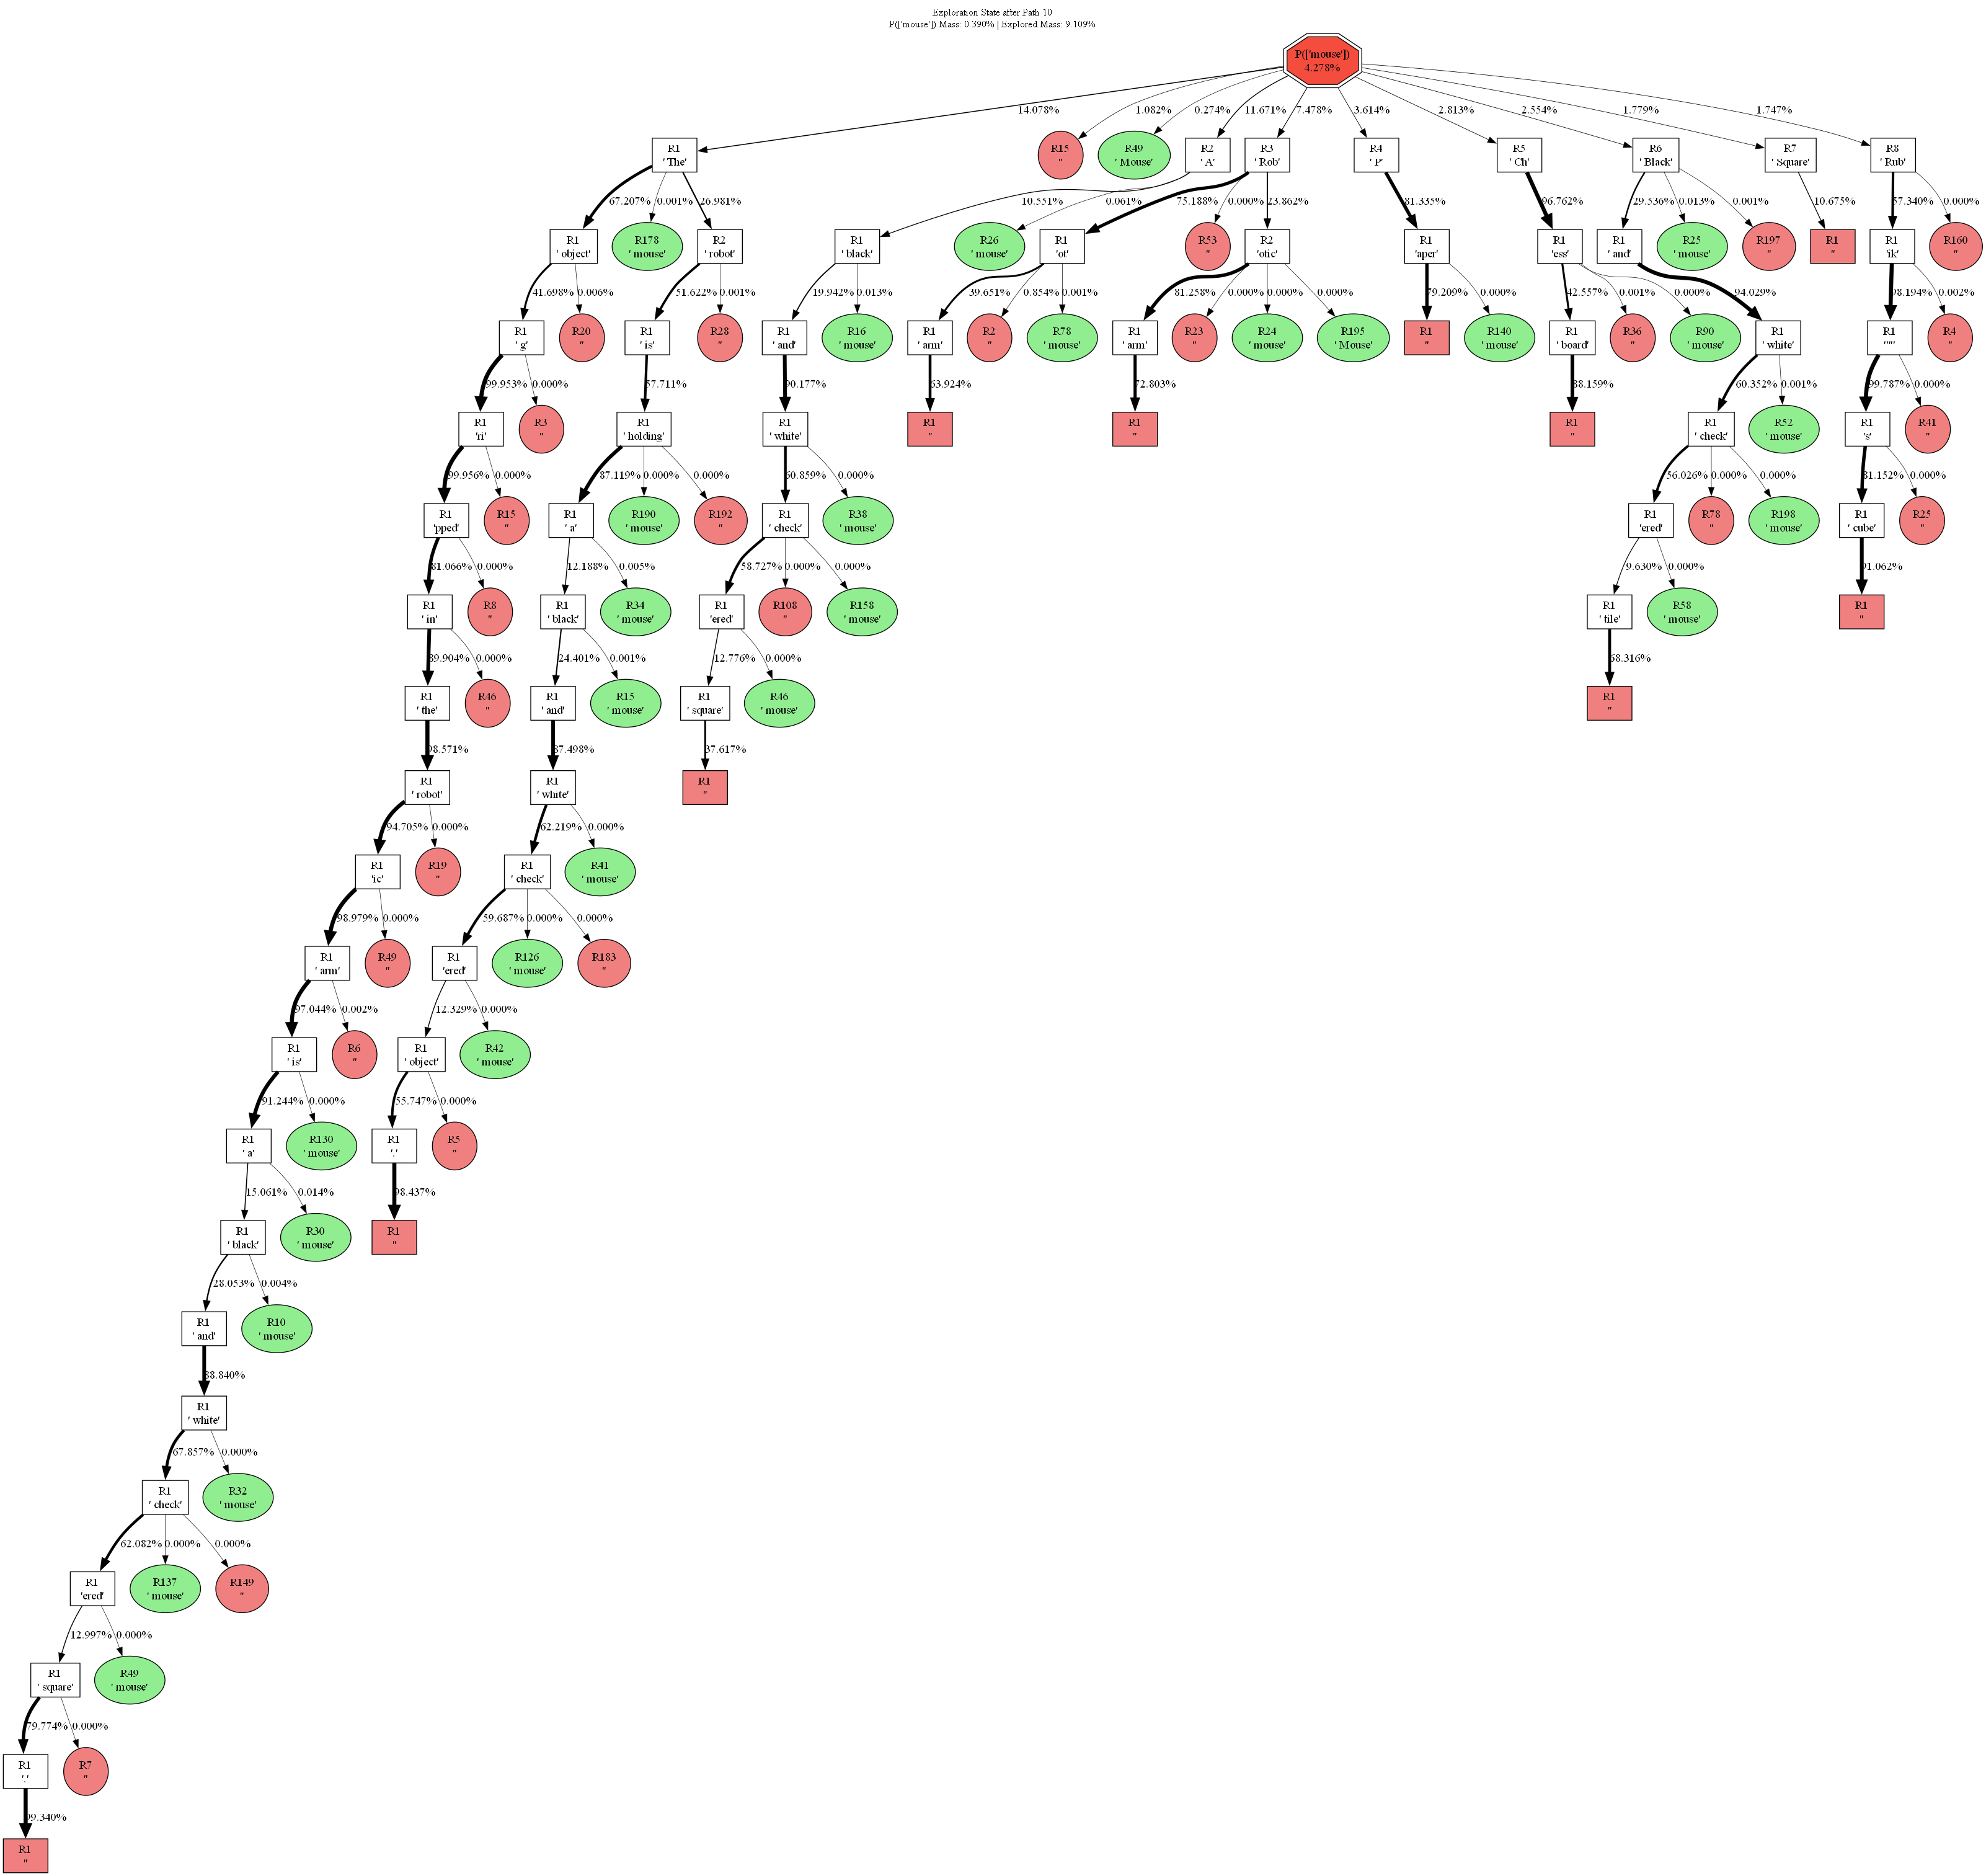 Exploration State after Path 10
P(['mouse']) Mass: 0.390% | Explored Mass: 9.109%
P(['mouse'])
4.278%
14.078%
1.082%
0.274%
11.671%
7.478%
3.614%
2.813%
2.554%
1.779%
1.747%
R1
' The'
R15
''
R49
' Mouse'
R2
' A'
R3
' Rob'
R4
' P'
R5
' Ch'
R6
' Black'
R7
' Square'
R8
' Rub'
67.207%
0.001%
26.981%
10.551%
0.061%
75.188%
0.000%
23.862%
81.335%
96.762%
29.536%
0.013%
0.001%
10.675%
57.340%
0.000%
R1
' object'
R178
' mouse'
R2
' robot'
R1
' black'
R26
' mouse'
R1
'ot'
R53
''
R2
'otic'
R1
'aper'
R1
'ess'
R1
' and'
R25
' mouse'
R197
''
R1
''
R1
'ik'
R160
''
41.698%
0.006%
51.622%
0.001%
19.942%
0.013%
39.651%
0.854%
0.001%
81.258%
0.000%
0.000%
0.000%
79.209%
0.000%
42.557%
0.001%
0.000%
94.029%
98.194%
0.002%
R1
' g'
R20
''
R1
' is'
R28
''
R1
' and'
R16
' mouse'
R1
' arm'
R2
''
R78
' mouse'
R1
' arm'
R23
''
R24
' mouse'
R195
' Mouse'
R1
''
R140
' mouse'
R1
' board'
R36
''
R90
' mouse'
R1
' white'
R1
'"'
R4
''
99.953%
0.000%
57.711%
90.177%
63.924%
72.803%
88.159%
60.352%
0.001%
99.787%
0.000%
R1
'ri'
R3
''
R1
' holding'
R1
' white'
R1
''
R1
''
R1
''
R1
' check'
R52
' mouse'
R1
's'
R41
''
99.956%
0.000%
87.119%
0.000%
0.000%
60.859%
0.000%
56.026%
0.000%
0.000%
81.152%
0.000%
R1
'pped'
R15
''
R1
' a'
R190
' mouse'
R192
''
R1
' check'
R38
' mouse'
R1
'ered'
R78
''
R198
' mouse'
R1
' cube'
R25
''
81.066%
0.000%
12.188%
0.005%
58.727%
0.000%
0.000%
9.630%
0.000%
91.062%
R1
' in'
R8
''
R1
' black'
R34
' mouse'
R1
'ered'
R108
''
R158
' mouse'
R1
' tile'
R58
' mouse'
R1
''
89.904%
0.000%
24.401%
0.001%
12.776%
0.000%
68.316%
R1
' the'
R46
''
R1
' and'
R15
' mouse'
R1
' square'
R46
' mouse'
R1
''
98.571%
87.498%
37.617%
R1
' robot'
R1
' white'
R1
''
94.705%
0.000%
62.219%
0.000%
R1
'ic'
R19
''
R1
' check'
R41
' mouse'
98.979%
0.000%
59.687%
0.000%
0.000%
R1
' arm'
R49
''
R1
'ered'
R126
' mouse'
R183
''
97.044%
0.002%
12.329%
0.000%
R1
' is'
R6
''
R1
' object'
R42
' mouse'
91.244%
0.000%
55.747%
0.000%
R1
' a'
R130
' mouse'
R1
'.'
R5
''
15.061%
0.014%
98.437%
R1
' black'
R30
' mouse'
R1
''
28.053%
0.004%
R1
' and'
R10
' mouse'
88.840%
R1
' white'
67.857%
0.000%
R1
' check'
R32
' mouse'
62.082%
0.000%
0.000%
R1
'ered'
R137
' mouse'
R149
''
12.997%
0.000%
R1
' square'
R49
' mouse'
79.774%
0.000%
R1
'.'
R7
''
99.340%
R1
''